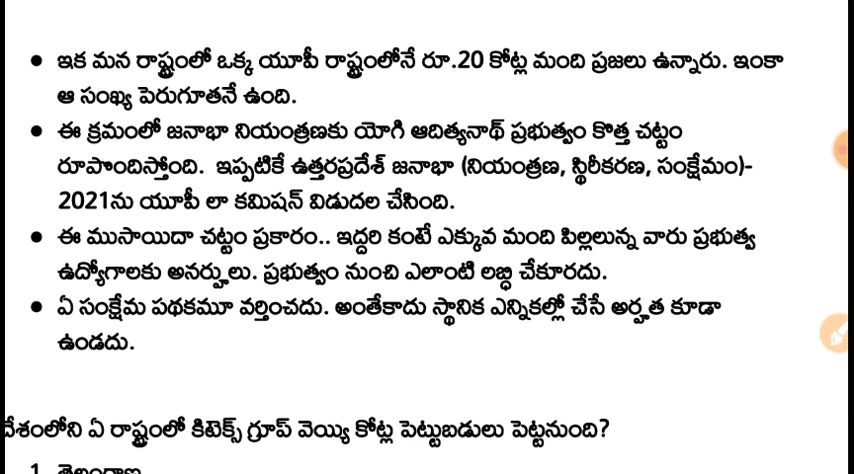 • ఇక మన రాష్ట్రంలో ఒక్క యూపీ రాష్ట్రంలోనే రూ.20 కోట్ల మంది ప్రజలు ఉన్నారు. ఇంకా
ఆ సంఖ్య పెరుగూతనే ఉంది.
• ఈ క్రమంలో జనాభా నియంత్రణకు యోగి ఆదిత్యనాథ్ ప్రభుత్వం కొత్త చట్టం
రూపొందిస్తోంది. ఇప్పటికే ఉత్తరప్రదేశ్ జనాభా (నియంత్రణ, స్థిరీకరణ, సంక్షేమం)-
2021ను యూపీ లా కమిషన్ విడుదల చేసింది.
• ఈ ముసాయిదా చట్టం ప్రకారం.. ఇద్దరి కంటే ఎక్కువ మంది పిల్లలున్న వారు ప్రభుత్వ
ఉద్యోగాలకు అనర్హులు. ప్రభుత్వం నుంచి ఎలాంటి లబ్ధి చేకూరదు.
• ఏ సంక్షేమ పథకమూ వర్తించదు. అంతేకాదు స్థానిక ఎన్నికల్లో చేసే అర్హత కూడా
ఉండదు.
దేశంలోని ఏ రాష్ట్రంలో కిటెక్స్ గ్రూప్ వెయ్యి కోట్ల పెట్టుబడులు పెట్టనుంది?
1. తెలంగాణ